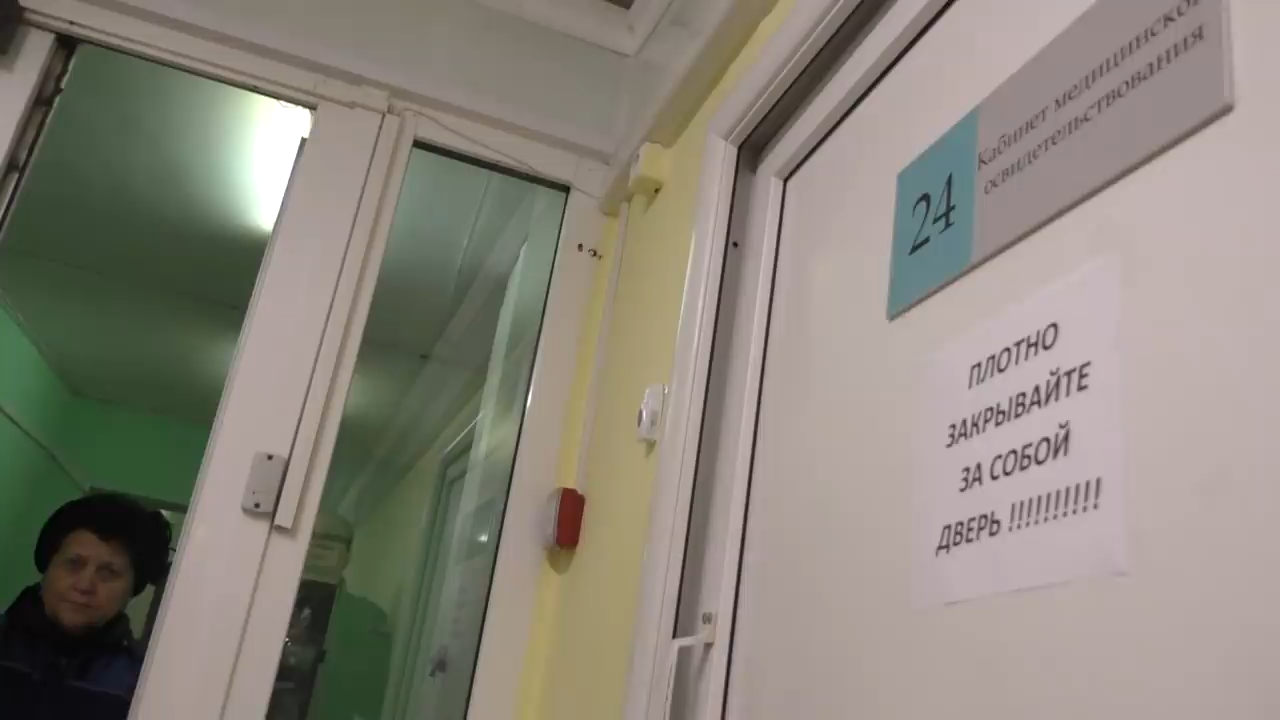 24
Кабинет медицинского
освидетельствования
ПЛОТНО
ЗАКРЫВАЙТЕ
ЗА СОБОЙ
ДВЕРЬ !!!!!!!!!!